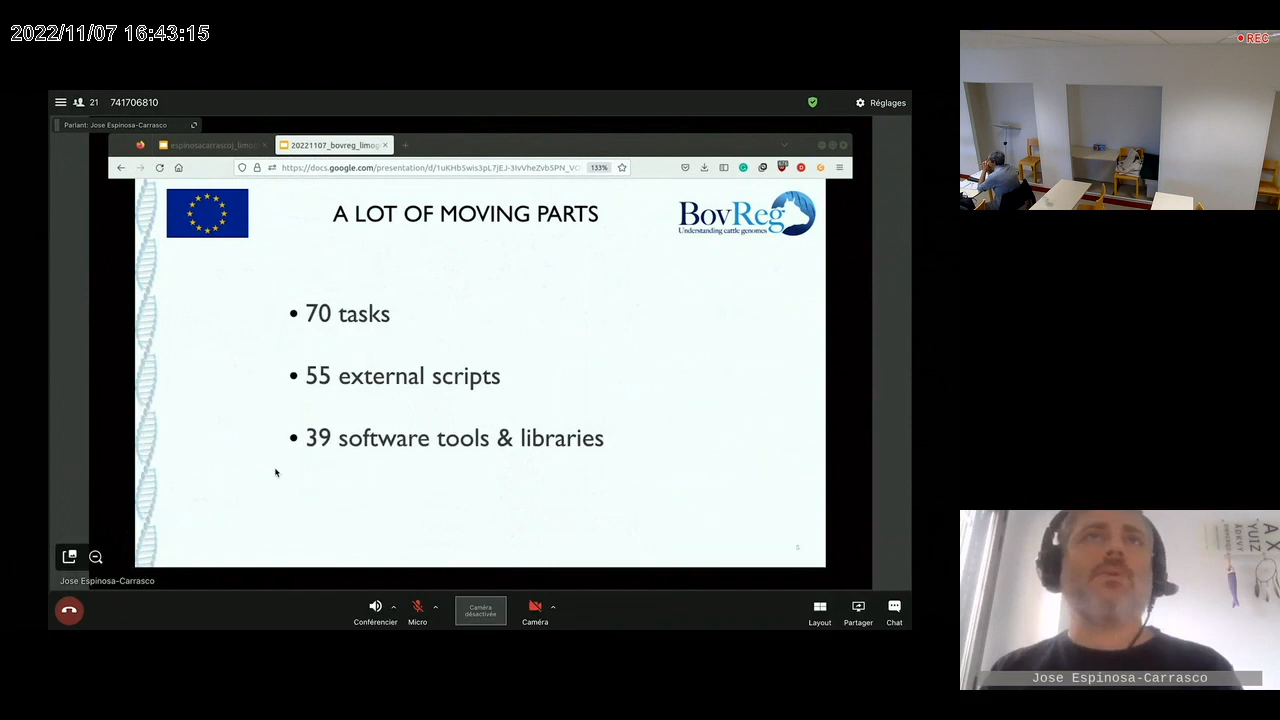 2022/11/07 16:43:15
REC
21 741706810
Réglages
Parlant: Jose Espinosa-Carrasco
espinosacarrascoj_limog
20221107_bovreg_limog
https://docs.google.com/presentation/d/
133%
A LOT OF MOVING PARTS
BovReg
Understanding cattle genomes
• 70 tasks
• 55 external scripts
• 39 software tools & libraries
5
Jose Espinosa-Carrasco
Conférencier
Micro
Caméra
désactivée
Caméra
Layout
Partager
Chat
Jose Espinosa-Carrasco